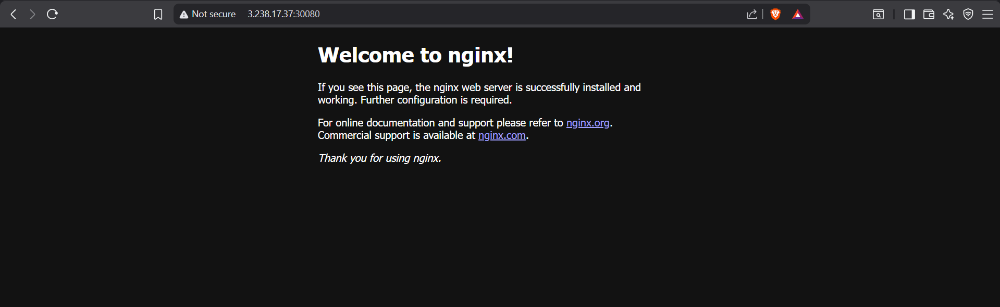 Not secure 3.238.17.37:30080
Welcome to nginx!
If you see this page, the nginx web server is successfully installed and
working. Further configuration is required.
For online documentation and support please refer to nginx.org.
Commercial support is available at nginx.com.
Thank you for using nginx.